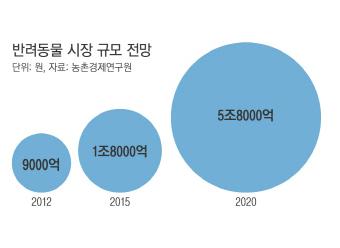 반려동물 시장 규모 전망
단위: 원, 자료: 농촌경제연구원
9000억
1조8000억
5조8000억
2012
2015
2020